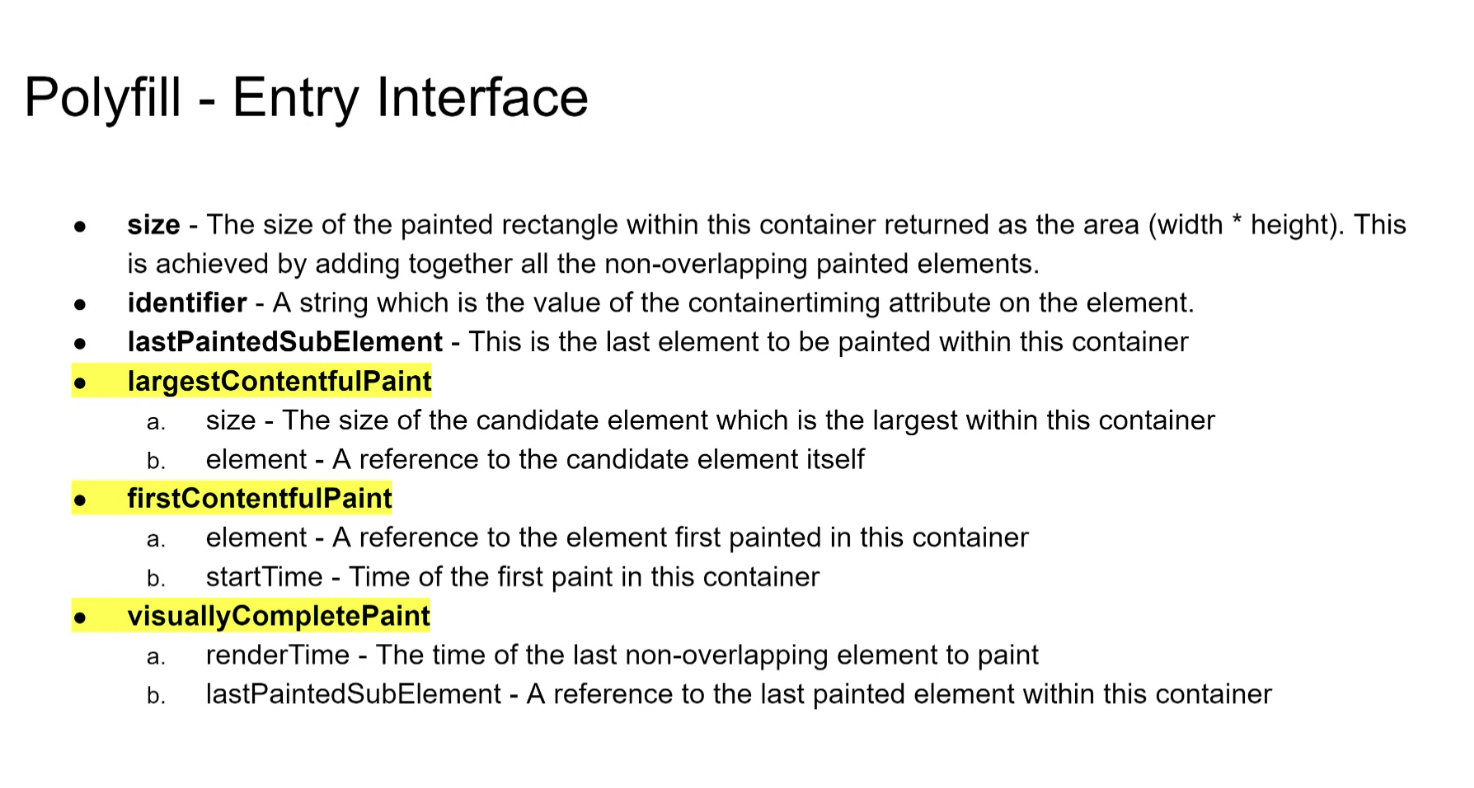 Polyfill - Entry Interface
● size - The size of the painted rectangle within this container returned as the area (width * height). This
is achieved by adding together all the non-overlapping painted elements.
● identifier - A string which is the value of the containertiming attribute on the element.
● lastPaintedSubElement - This is the last element to be painted within this container
● largestContentfulPaint
a. size - The size of the candidate element which is the largest within this container
b. element - A reference to the candidate element itself
● firstContentfulPaint
a. element - A reference to the element first painted in this container
b. startTime - Time of the first paint in this container
● visuallyCompletePaint
a. renderTime - The time of the last non-overlapping element to paint
b. lastPaintedSubElement - A reference to the last painted element within this container